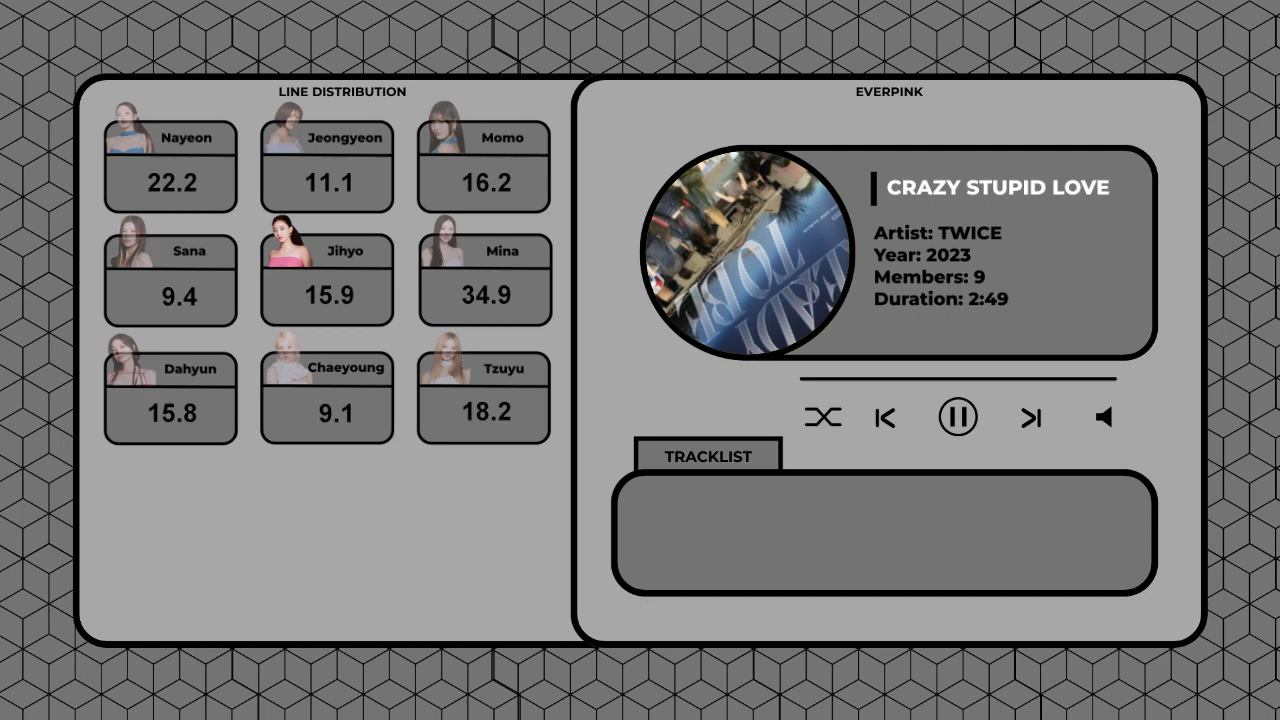 LINE DISTRIBUTION
Nayeon
22.2
Jeongyeon
11.1
Momo
16.2
Sana
9.4
Jihyo
15.9
Mina
34.9
Dahyun
15.8
Chaeyoung
9.1
Tzuyu
18.2
EVERPINK
CRAZY STUPID LOVE
Artist: TWICE
Year: 2023
Members: 9
Duration: 2:49
TRACKLIST